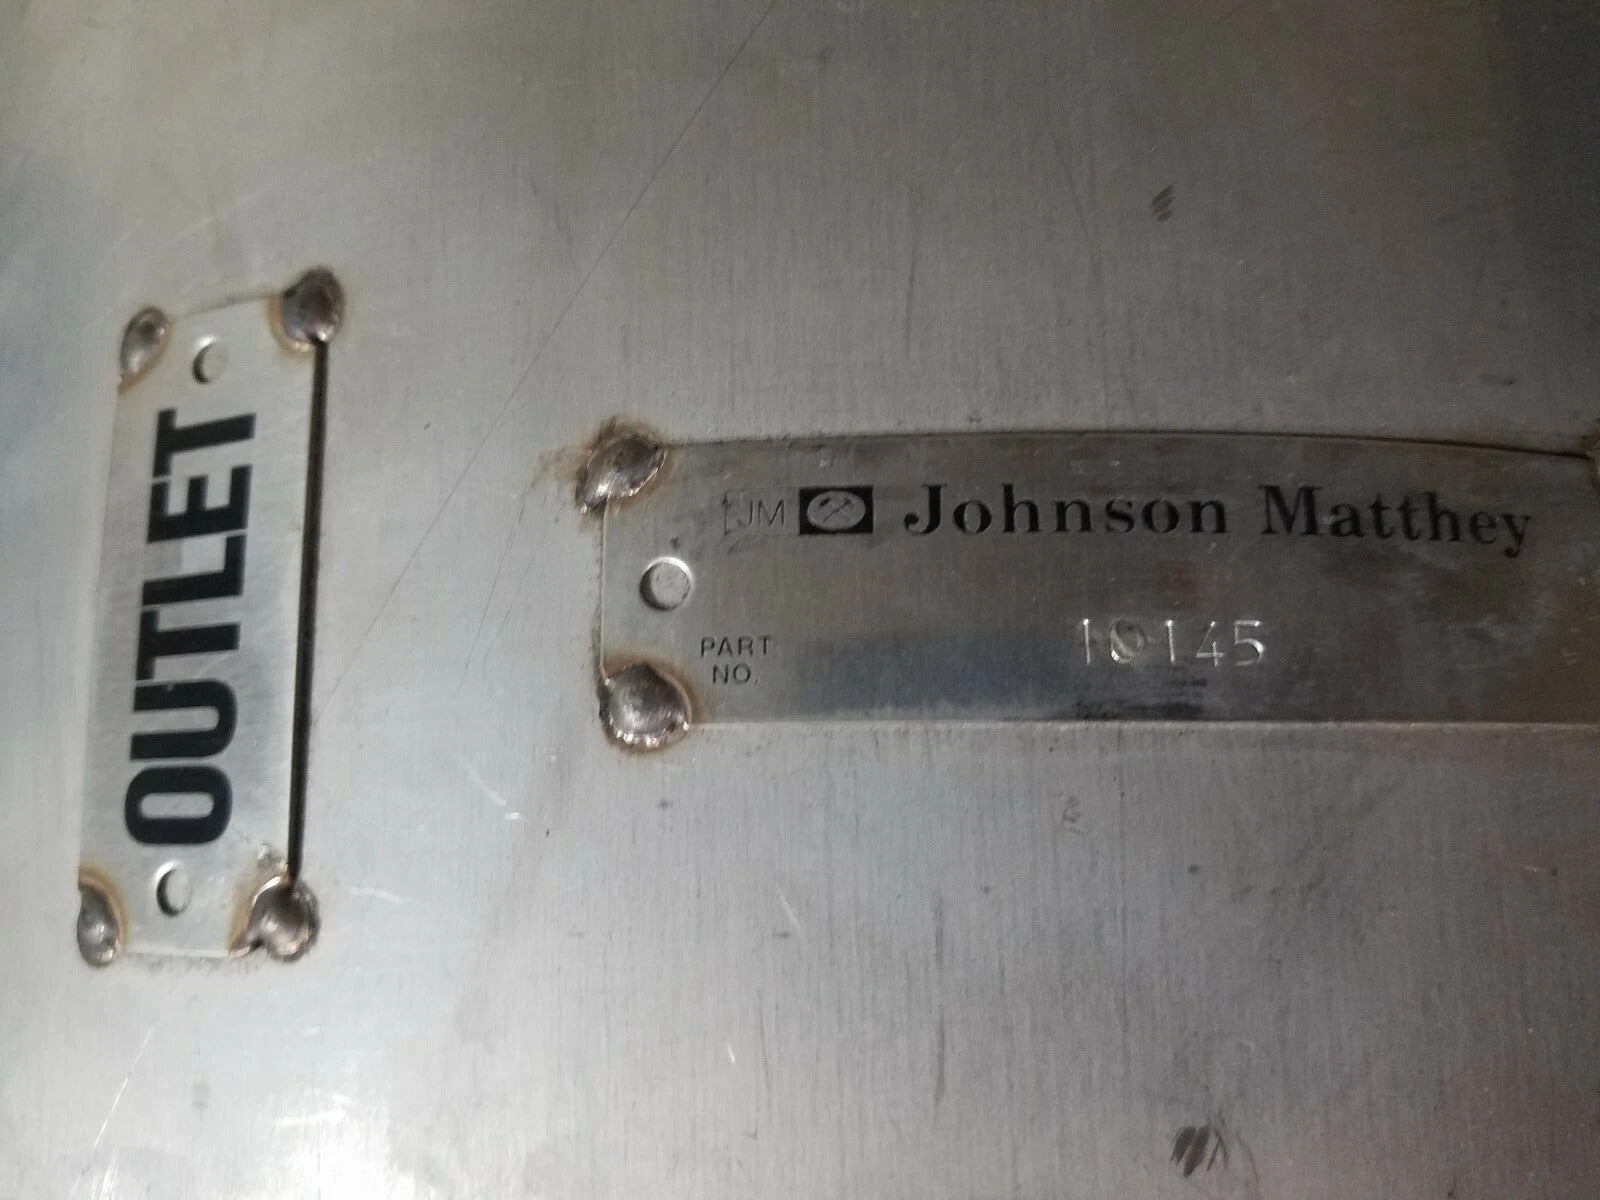 OUTLET
JM Johnson Matthey
PART
NO.
10145